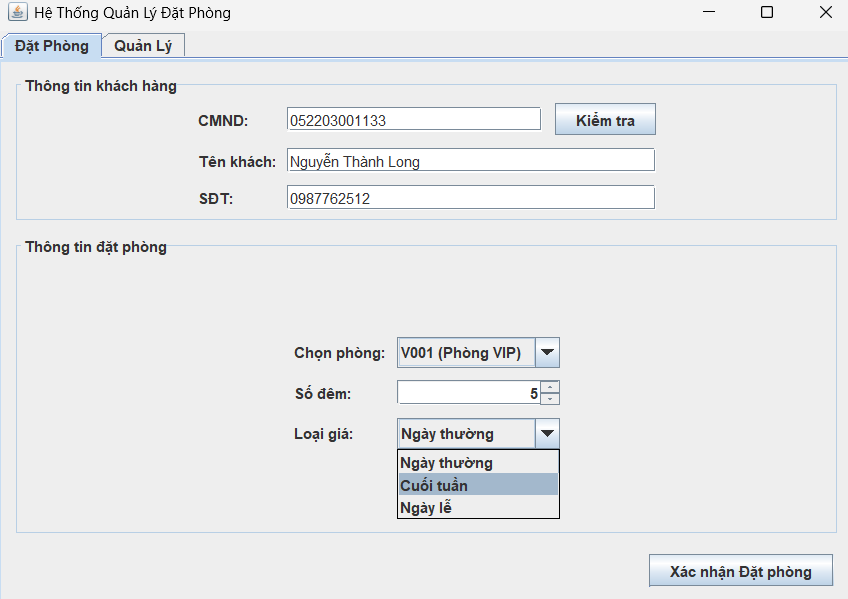 Hệ Thống Quản Lý Đặt Phòng
Đặt Phòng Quản Lý
Thông tin khách hàng
CMND: 052203001133 Kiểm tra
Tên khách: Nguyễn Thành Long
SĐT: 0987762512
Thông tin đặt phòng
Chọn phòng: V001 (Phòng VIP)
Số đêm: 5
Loại giá: Ngày thường
Ngày thường
Cuối tuần
Ngày lễ
Xác nhận Đặt phòng